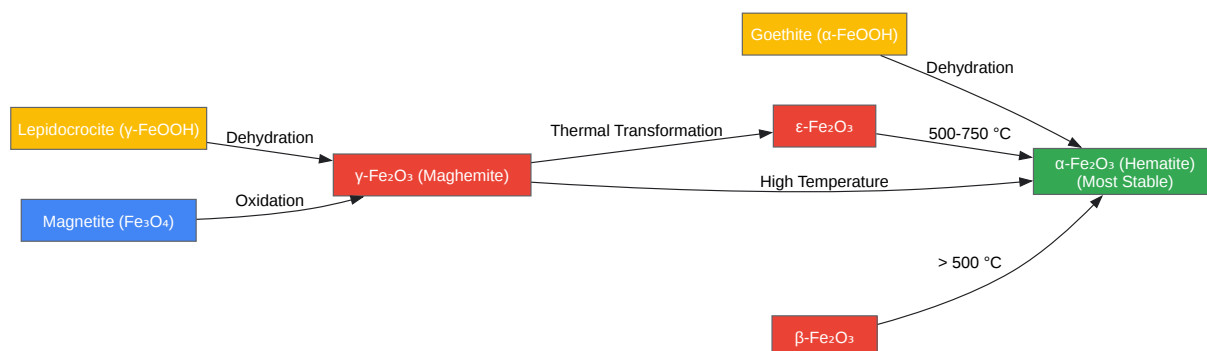 Goethite (α-FeOOH)
Dehydration
Lepidocrocite (γ-FeOOH)
Dehydration
Thermal Transformation
ε-Fe₂O₃
500-750 °C
γ-Fe₂O₃ (Maghemite)
α-Fe₂O₃ (Hematite)
(Most Stable)
High Temperature
Oxidation
Magnetite (Fe₃O₄)
> 500 °C
β-Fe₂O₃